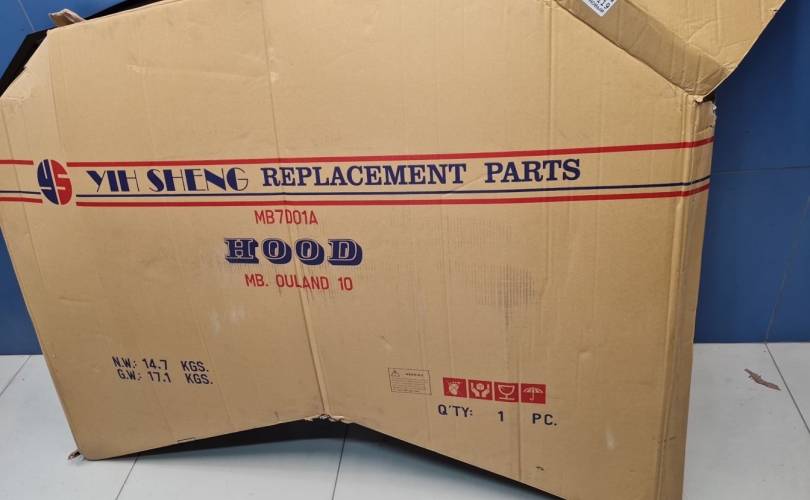 YS YIH SHENG REPLACEMENT PARTS
MB7D01A
HOOD
MB. OULAND 10
N.W.: 14.7 KGS.
G.W.: 17.1 KGS.
WARNING
Q'TY: 1 PC.